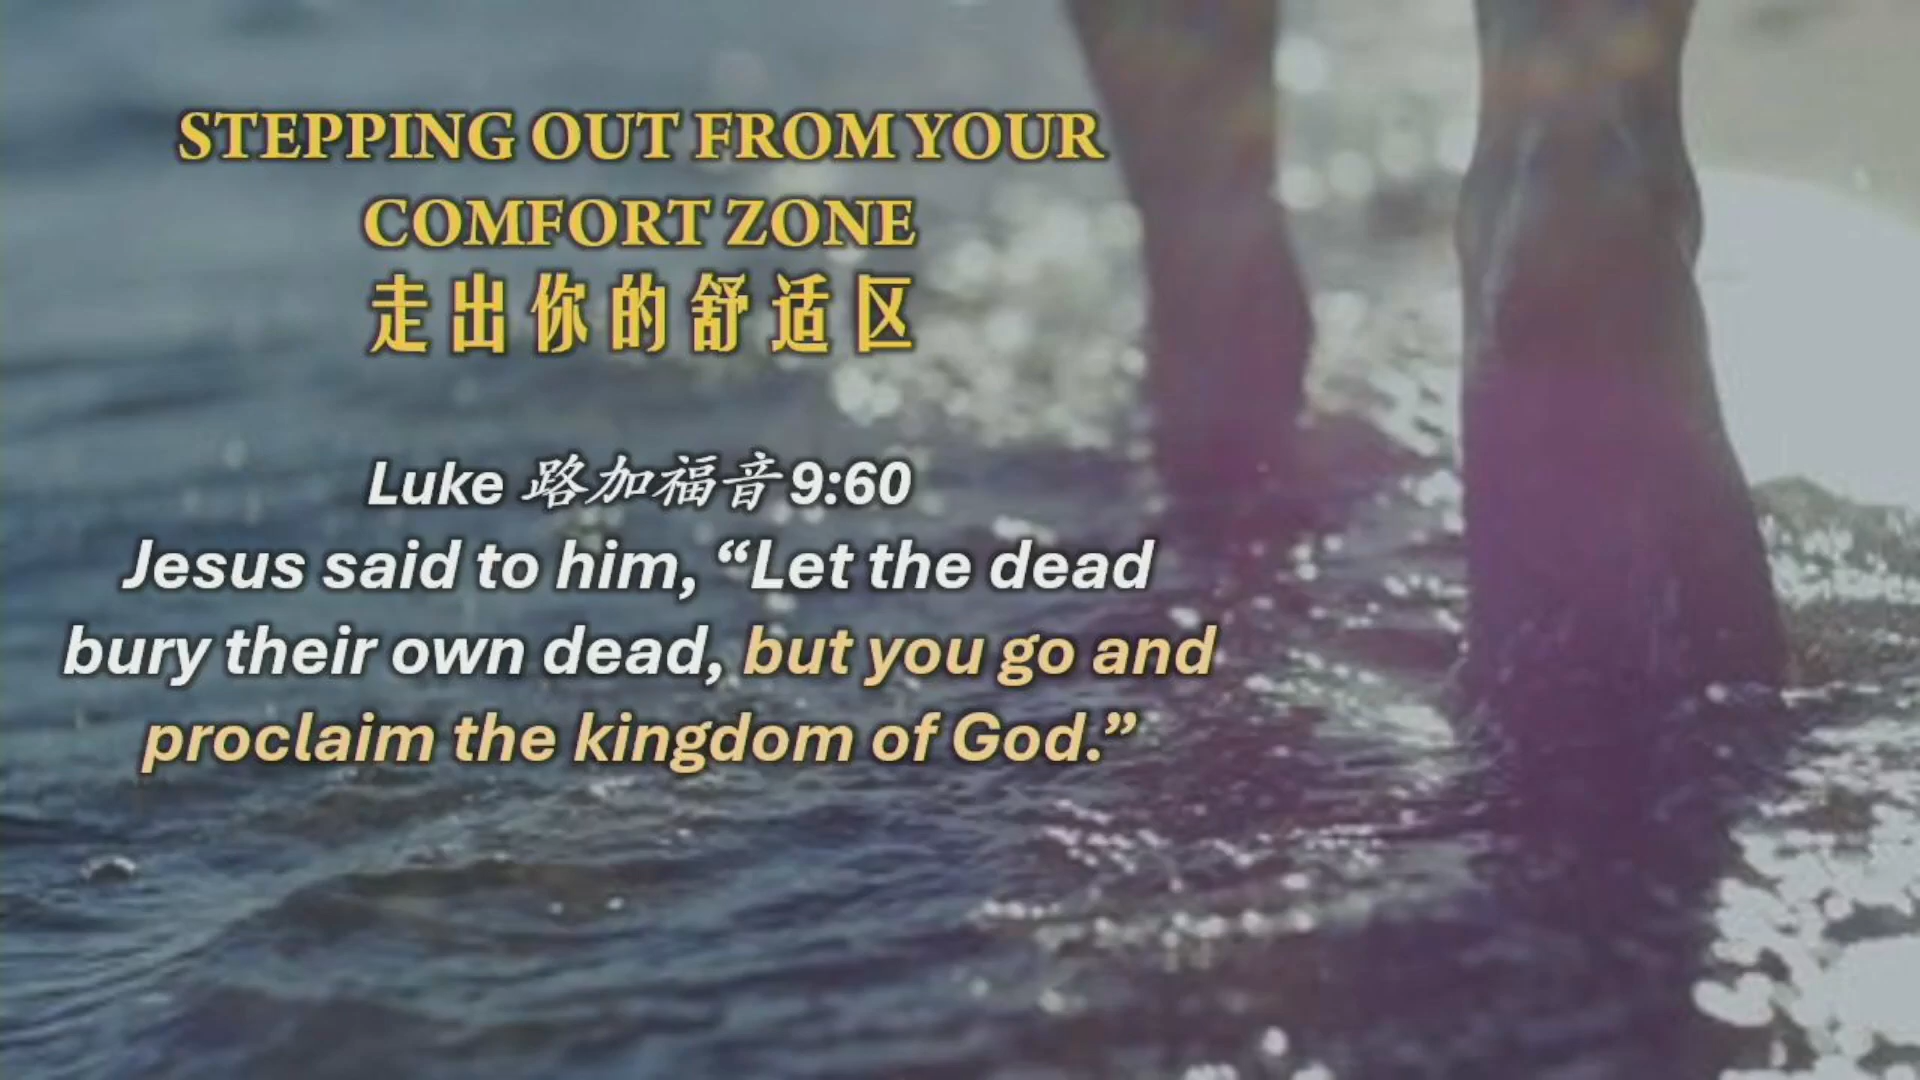 STEPPING OUT FROM YOUR
COMFORT ZONE
走出你的舒适区
Luke 路加福音9:60
Jesus said to him, “Let the dead
bury their own dead, but you go and
proclaim the kingdom of God.”